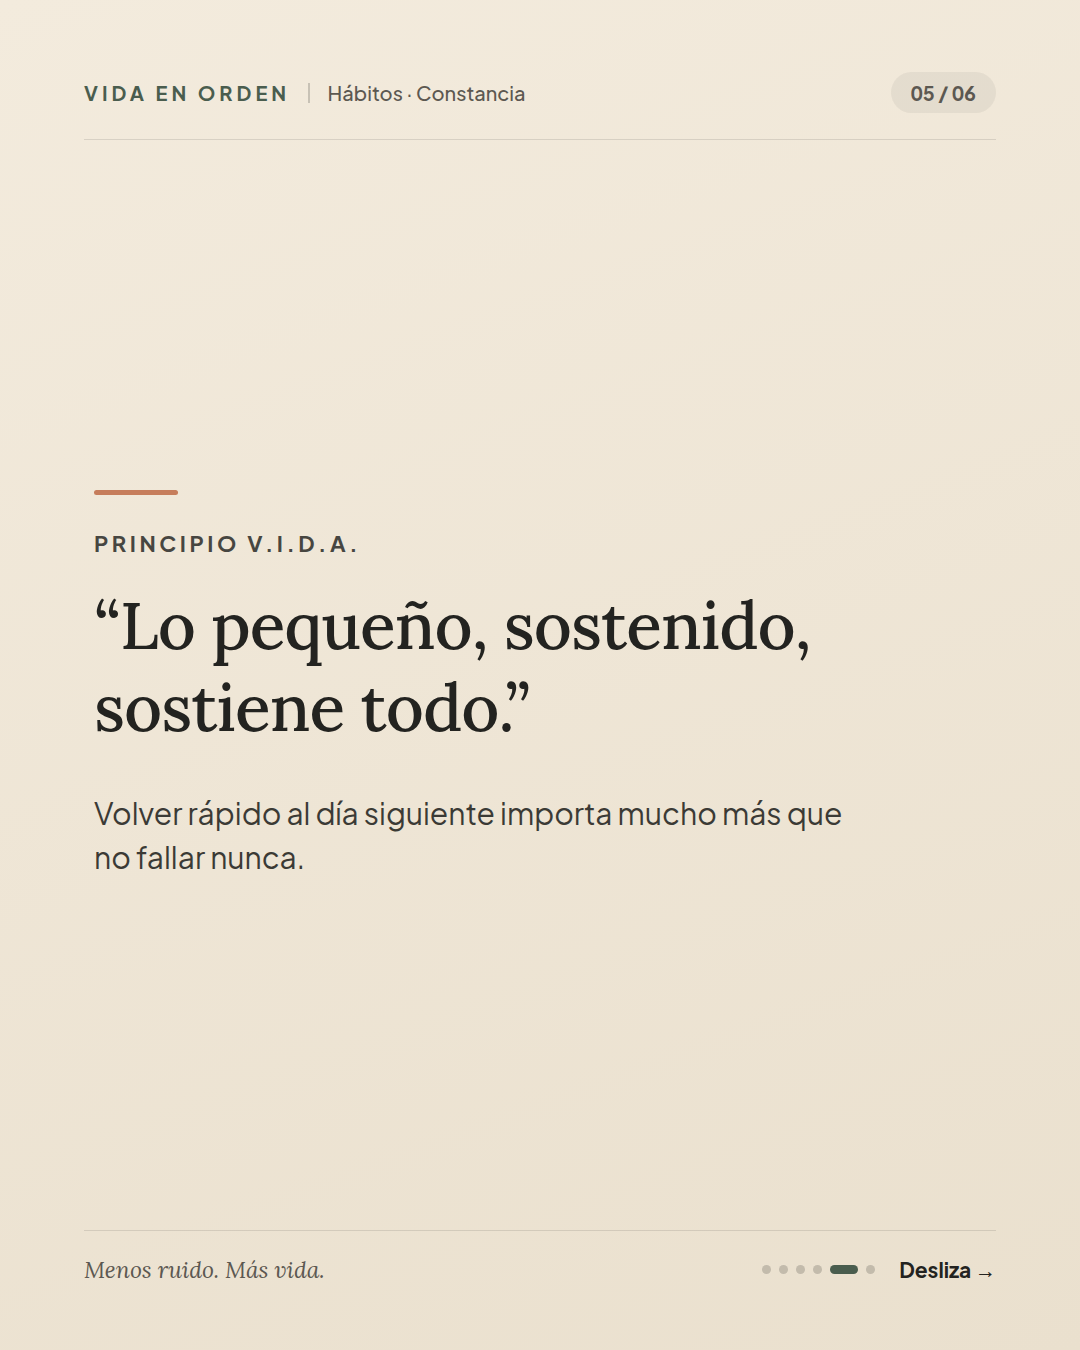 VIDA EN ORDEN | Hábitos · Constancia
05 / 06
PRINCIPIO V.I.D.A.
“Lo pequeño, sostenido,
sostiene todo.”
Volver rápido al día siguiente importa mucho más que
no fallar nunca.
Menos ruido. Más vida.
Desliza →